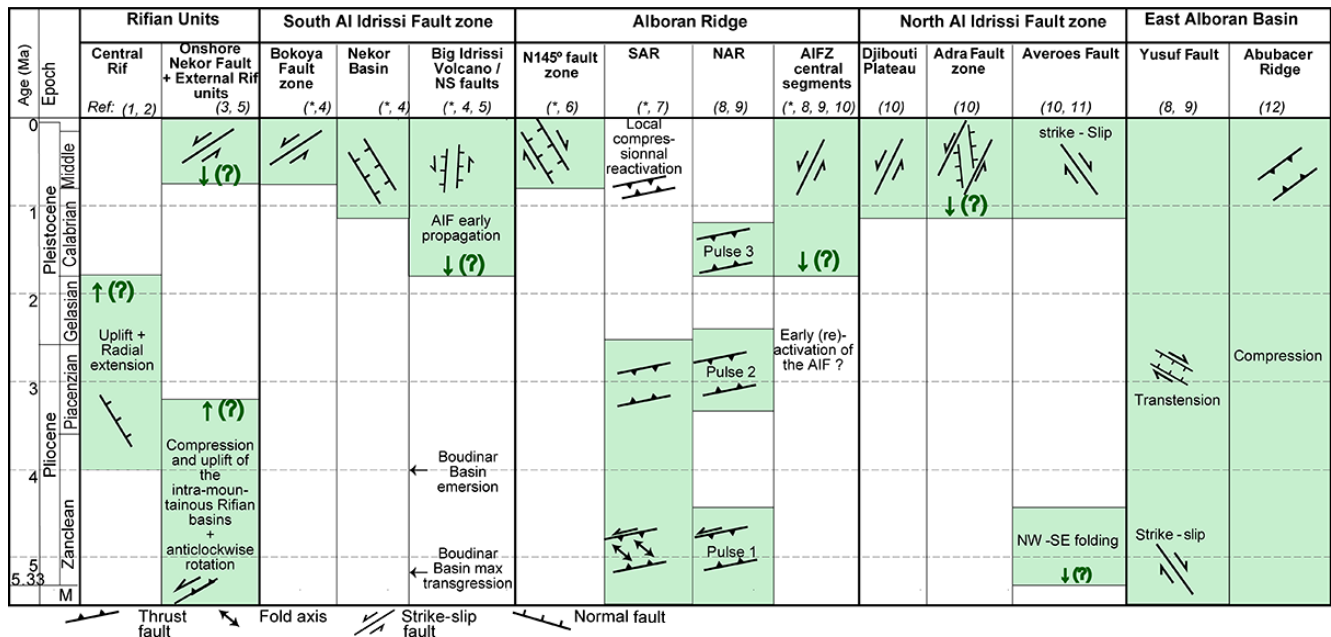 Rifian Units
South Al Idrissi Fault zone
Alboran Ridge
North Al Idrissi Fault zone
East Alboran Basin
Age (Ma)
Epoch
Central
Rif
Ref: (1, 2)
Onshore
Nekor Fault
+ External Rif
units
(3, 5)
Bokoya
Fault
zone
(*,4)
Nekor
Basin
(*, 4)
Big Idrissi
Volcano /
NS faults
(*, 4, 5)
N145º fault
zone
(*, 6)
SAR
(*, 7)
NAR
(8, 9)
AIFZ
central
segments
(*, 8, 9, 10)
Djibouti
Plateau
(10)
Adra Fault
zone
(10)
Averoes Fault
(10, 11)
Yusuf Fault
(8, 9)
Abubacer
Ridge
(12)
0
1
2
3
4
5
5.33
Pleistocene
Pliocene
Middle
Calabrian
Gelasian
Piacenzian
Zanclean
M
↑ (?)
Uplift +
Radial
extension
↓ (?)
↑ (?)
Compression
and uplift of
the
intra-moun-
tainous Rifian
basins
+
anticlockwise
rotation
AIF early
propagation
↓ (?)
← Boudinar
Basin
emersion
Boudinar
← Basin max
transgression
Local
compres-
sionnal
reactivation
Pulse 3
Pulse 2
Pulse 1
↓ (?)
Early (re)-
activation of
the AIF ?
↓ (?)
strike - Slip
NW -SE folding
↓ (?)
Transtension
Strike - slip
Compression
Thrust
fault
Fold axis
Strike-slip
fault
Normal fault